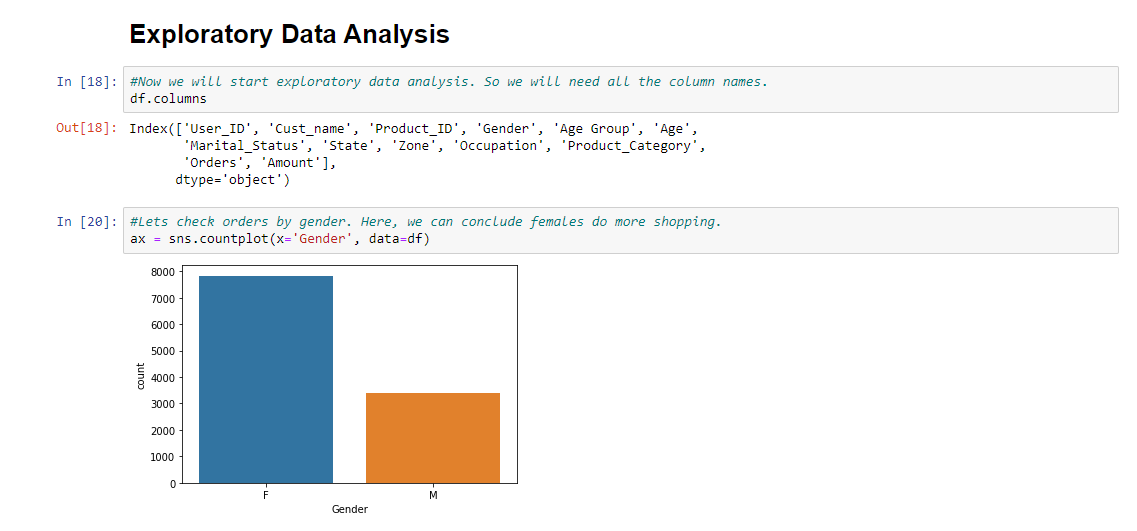 Exploratory Data Analysis
In [18]: #Now we will start exploratory data analysis. So we will need all the column names.
df.columns
Out[18]: Index(['User_ID', 'Cust_name', 'Product_ID', 'Gender', 'Age Group', 'Age',
'Marital_Status', 'State', 'Zone', 'Occupation', 'Product_Category',
'Orders', 'Amount'],
dtype='object')
In [20]: #Lets check orders by gender. Here, we can conclude females do more shopping.
ax = sns.countplot(x='Gender', data=df)
8000
7000
6000
5000
4000
3000
2000
1000
0
count
F M
Gender